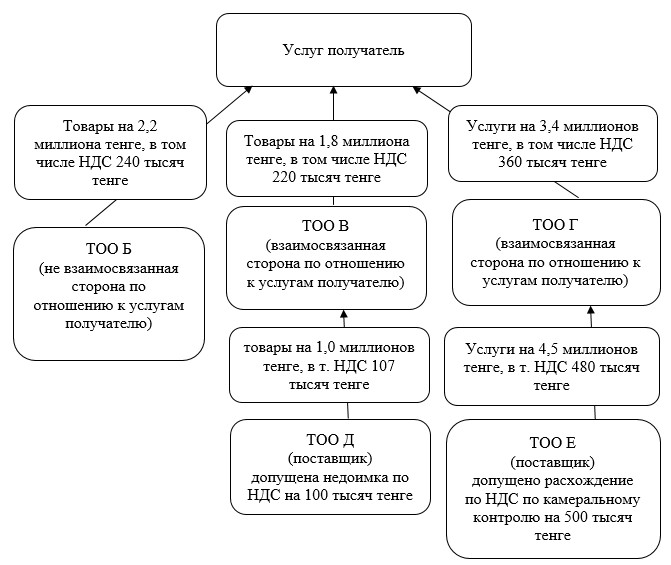 Услуг получатель
Товары на 2,2
миллиона тенге, в том
числе НДС 240 тысяч
тенге
Товары на 1,8 миллиона
тенге, в том числе НДС
220 тысяч тенге
Услуги на 3,4 миллионов
тенге, в том числе НДС
360 тысяч тенге
ТОО Б
(не взаимосвязанная
сторона по
отношению к услугам
получателю)
ТОО В
(взаимосвязанная
сторона по отношению
к услугам получателю)
ТОО Г
(взаимосвязанная
сторона по отношению к
услугам получателю)
товары на 1,0 миллионов
тенге, в т. НДС 107
тысяч тенге
Услуги на 4,5 миллионов
тенге, в т. НДС 480 тысяч
тенге
ТОО Д
(поставщик)
допущена недоимка по
НДС на 100 тысяч тенге
ТОО Е
(поставщик)
допущено расхождение
по НДС по камеральному
контролю на 500 тысяч
тенге